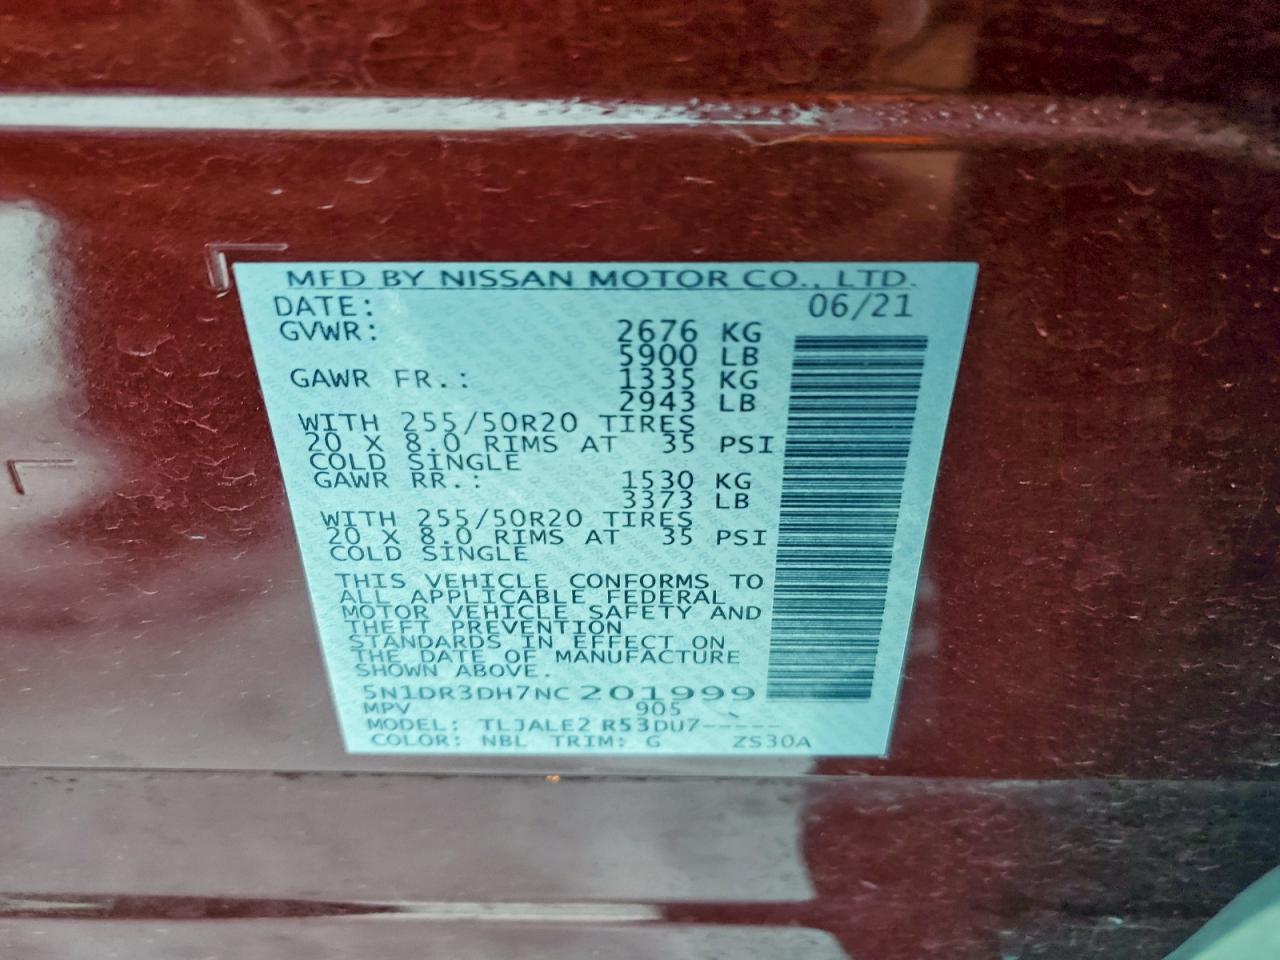 MFD BY NISSAN MOTOR CO., LTD.
DATE: 06/21
GVWR: 2676 KG
5900 LB
GAWR FR.: 1335 KG
2943 LB
WITH 255/50R20 TIRES
20 X 8.0 RIMS AT 35 PSI
COLD SINGLE
GAWR RR.: 1530 KG
3373 LB
WITH 255/50R20 TIRES
20 X 8.0 RIMS AT 35 PSI
COLD SINGLE
THIS VEHICLE CONFORMS TO
ALL APPLICABLE FEDERAL
MOTOR VEHICLE SAFETY AND
THEFT PREVENTION
STANDARDS IN EFFECT ON
THE DATE OF MANUFACTURE
SHOWN ABOVE.
5N1DR3DH7NC201999
MPV 905
MODEL: TLJALE2 R53DU7-----
COLOR: NBL TRIM: G ZS30A